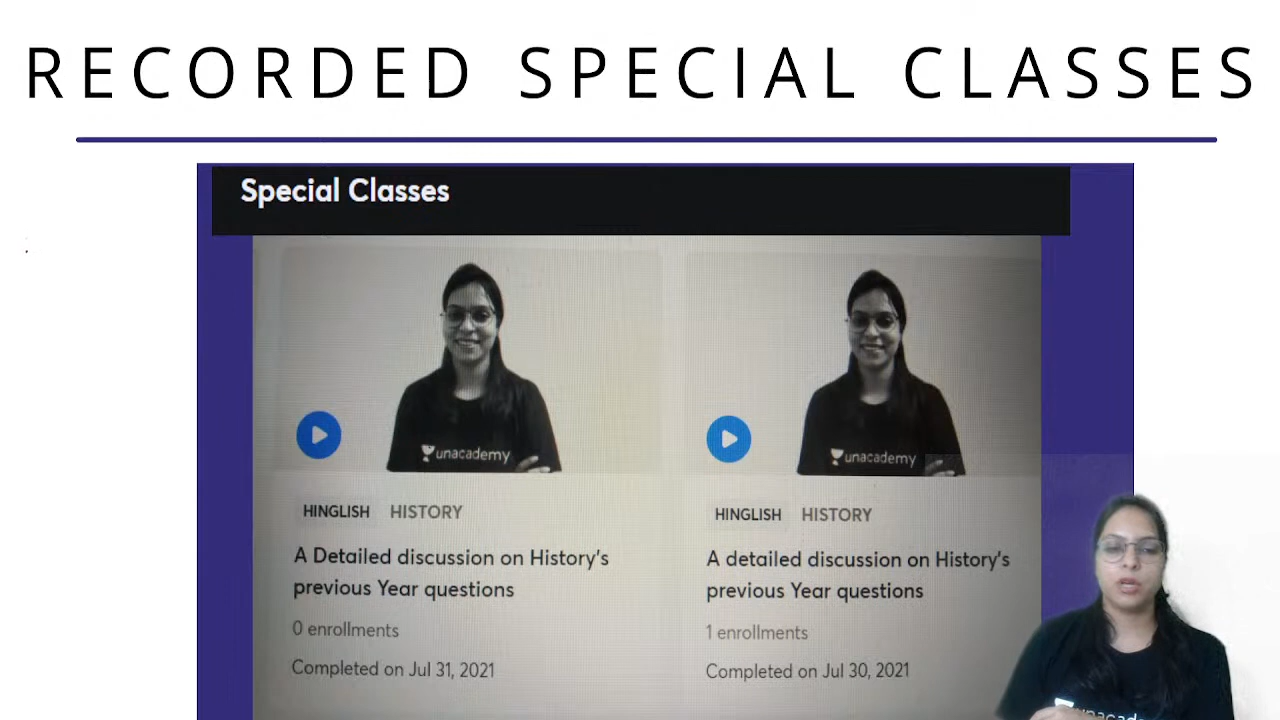 RECORDED SPECIAL CLASSES
Special Classes
unacademy
unacademy
HINGLISH HISTORY
HINGLISH HISTORY
A Detailed discussion on History's
previous Year questions
A detailed discussion on History's
previous Year questions
0 enrollments
1 enrollments
Completed on Jul 31, 2021
Completed on Jul 30, 2021